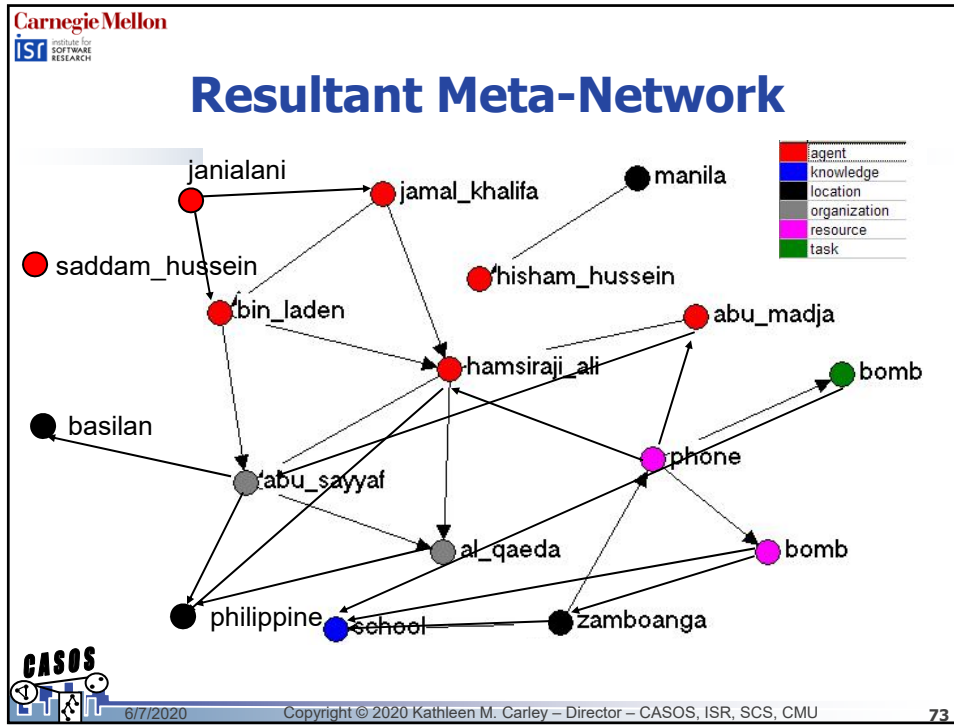 Carnegie Mellon
isr institute for
SOFTWARE
RESEARCH
Resultant Meta-Network
janialani
jamal_khalifa
manila
agent
knowledge
location
organization
resource
task
saddam_hussein
hisham_hussein
bin_laden
abu_madja
hamsiraji_ali
bomb
basilan
phone
abu_sayyaf
al_qaeda
bomb
philippine
school
zamboanga
CASOS
6/7/2020
Copyright © 2020 Kathleen M. Carley – Director – CASOS, ISR, SCS, CMU
73